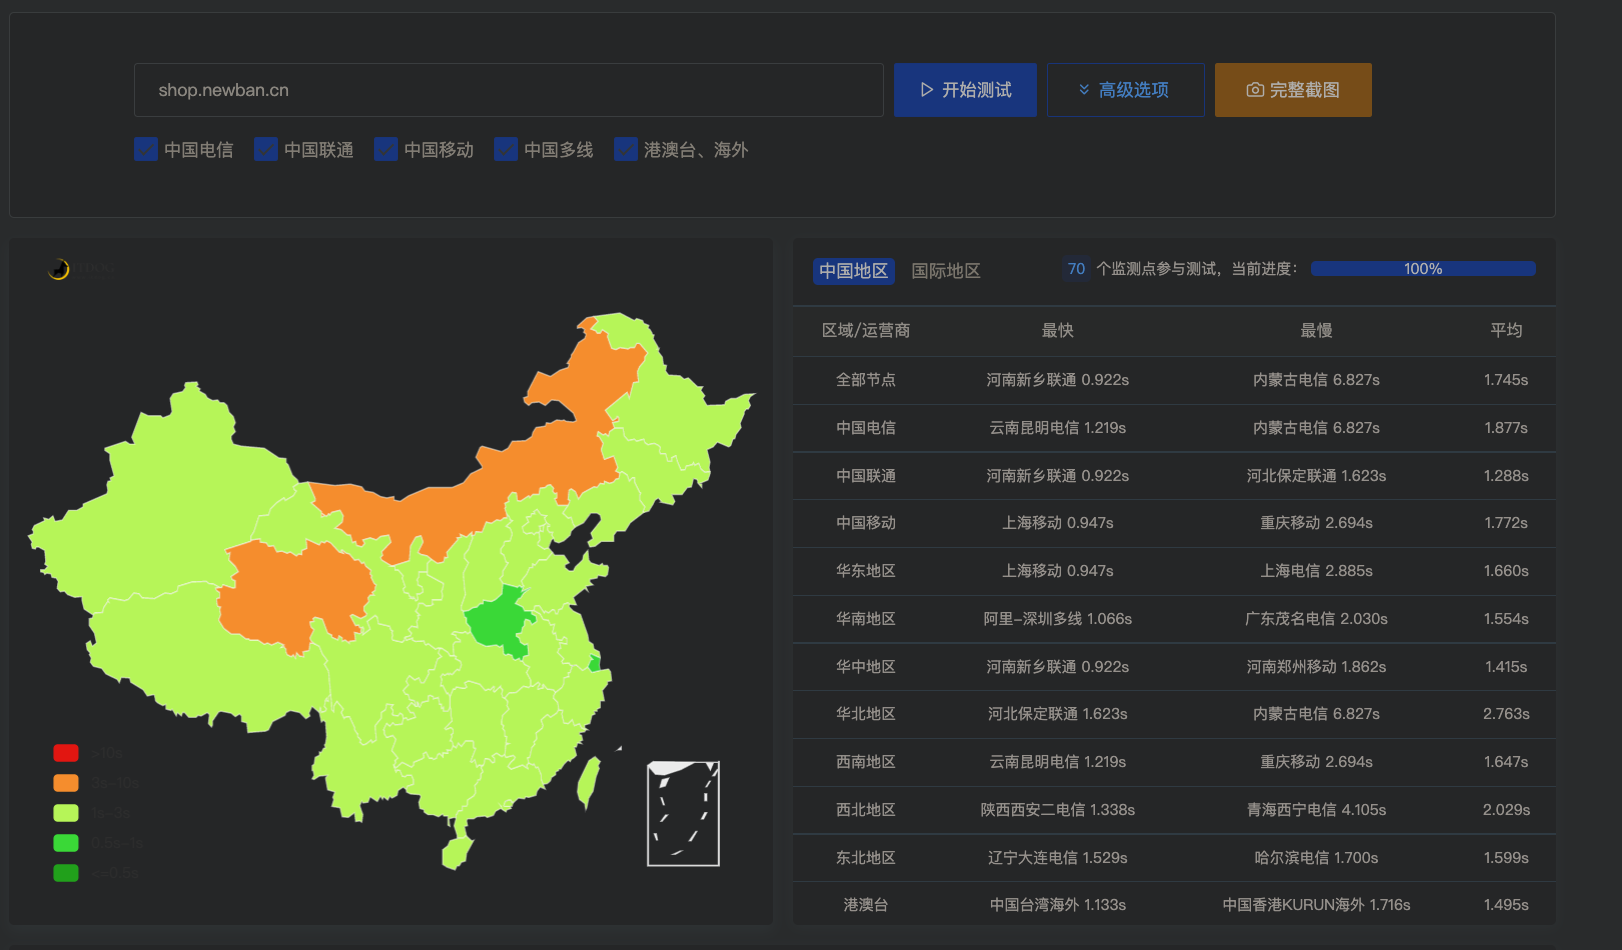 shop.newban.cn
开始测试
高级选项
完整截图
中国电信 中国联通 中国移动 中国多线 港澳台、海外
>10s
3s~10s
1s~3s
0.5s~1s
<=0.5s
中国地区 国际地区 70 个监测点参与测试，当前进度： 100%
区域/运营商 最快 最慢 平均
全部节点 河南新乡联通 0.922s 内蒙古电信 6.827s 1.745s
中国电信 云南昆明电信 1.219s 内蒙古电信 6.827s 1.877s
中国联通 河南新乡联通 0.922s 河北保定联通 1.623s 1.288s
中国移动 上海移动 0.947s 重庆移动 2.694s 1.772s
华东地区 上海移动 0.947s 上海电信 2.885s 1.660s
华南地区 阿里-深圳多线 1.066s 广东茂名电信 2.030s 1.554s
华中地区 河南新乡联通 0.922s 河南郑州移动 1.862s 1.415s
华北地区 河北保定联通 1.623s 内蒙古电信 6.827s 2.763s
西南地区 云南昆明电信 1.219s 重庆移动 2.694s 1.647s
西北地区 陕西西安二电信 1.338s 青海西宁电信 4.105s 2.029s
东北地区 辽宁大连电信 1.529s 哈尔滨电信 1.700s 1.599s
港澳台 中国台湾海外 1.133s 中国香港KURUN海外 1.716s 1.495s